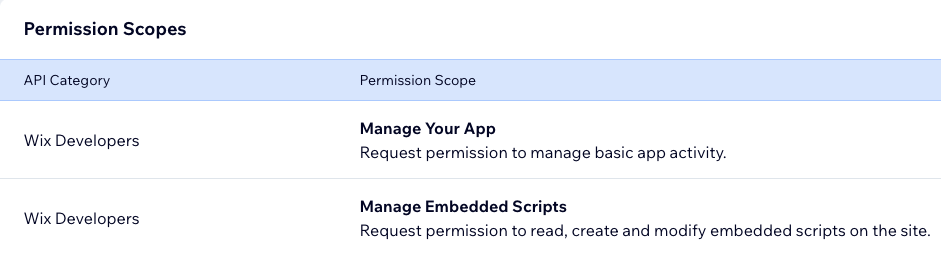 Permission Scopes
API Category Permission Scope
Wix Developers
Manage Your App
Request permission to manage basic app activity.
Wix Developers
Manage Embedded Scripts
Request permission to read, create and modify embedded scripts on the site.